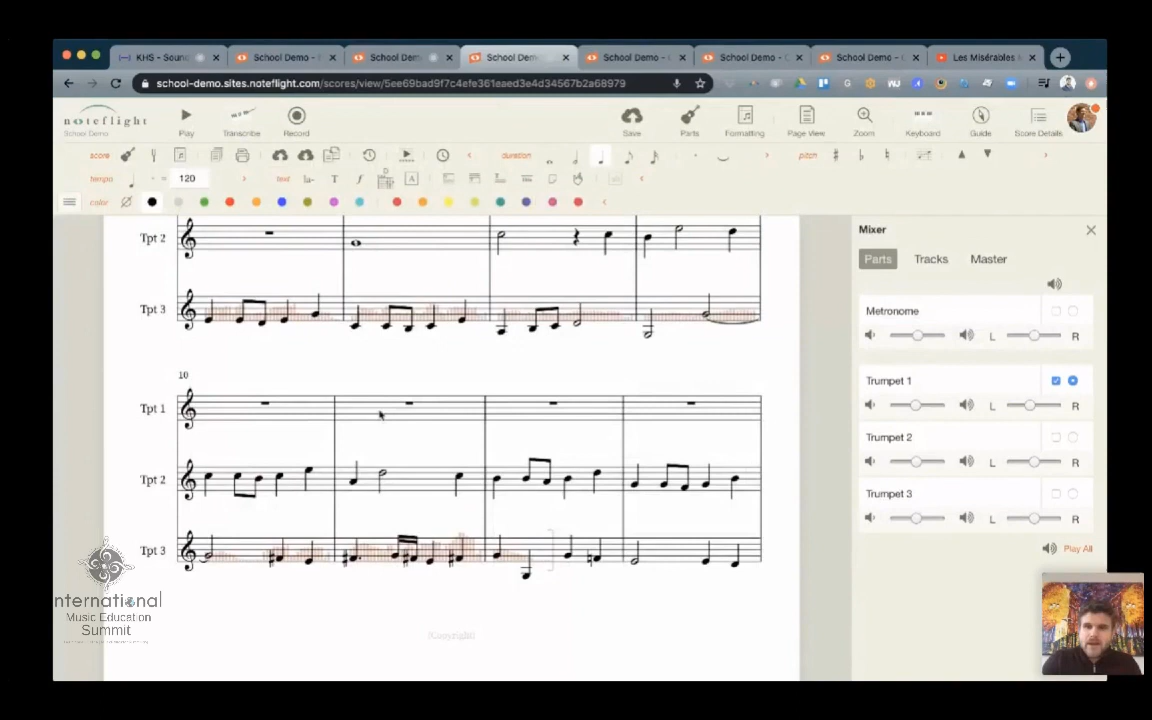 KHS - Soun
School Demo -
School Dem
School Dem
School Demo -
School Demo -
School Demo -
Les Misérables
school-demo.sites.noteflight.com/scores/view/5ee69bad9f7c4efe361eaed3e4d34567b2a68979
noteflight
School Demo
Play
Transcribe
Record
Save
Parts
Formatting
Page View
Zoom
Keyboard
Guide
Score Details
score
duration
pitch
tempo
= 120
text
color
Tpt 2
Tpt 3
10
Tpt 1
Tpt 2
Tpt 3
[Copyright]
Mixer
Parts
Tracks
Master
Metronome
L
R
Trumpet 1
L
R
Trumpet 2
L
R
Trumpet 3
L
R
Play All
International
Music Education
Summit